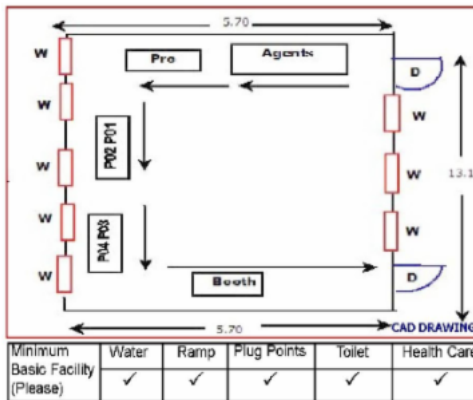 5.70
W
Pro
Agents
D
W
W
P02 P01
W
W
13.1
W
P04 P03
W
W
D
Booth
5.70
CAD DRAWING
Minimum Basic Facility (Please)
Water
Ramp
Plug Points
Toilet
Health Care
✓ ✓ ✓ ✓ ✓